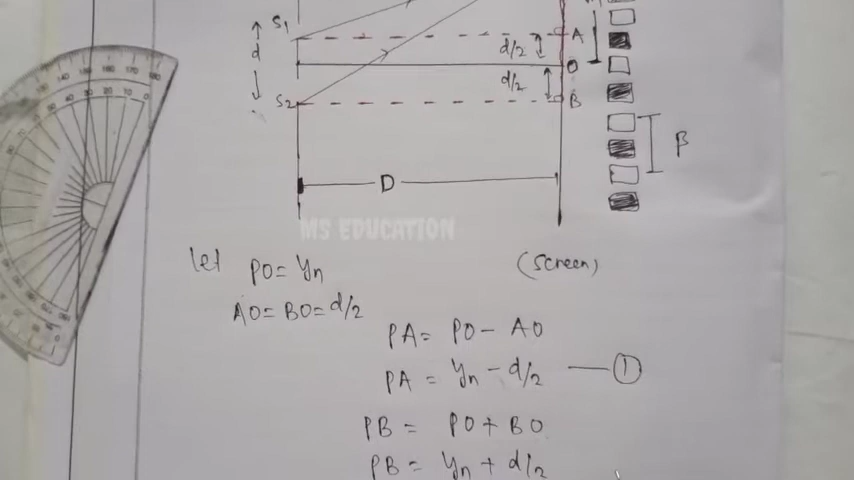 S1
A
d
d/2
O
d/2
S2
B
β
D
MS EDUCATION
let PO = yn
(screen)
AO = BO = d/2
PA = PO - AO
PA = yn - d/2 — 1
PB = PO + BO
PB = yn + d/2